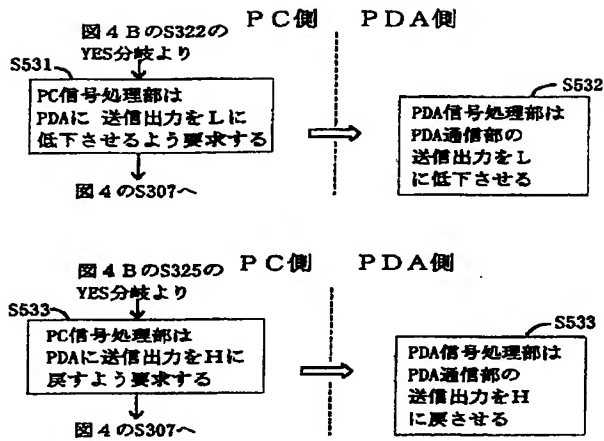 PC側 PDA側
図4BのS322の
YES分岐より
S531
PC信号処理部は
PDAに 送信出力をLに
低下させるよう要求する
図4のS307へ
S532
PDA信号処理部は
PDA通信部の
送信出力をL
に低下させる
PC側 PDA側
図4BのS325の
YES分岐より
S533
PC信号処理部は
PDAに送信出力をHに
戻すよう要求する
図4のS307へ
S533
PDA信号処理部は
PDA通信部の
送信出力をH
に戻させる